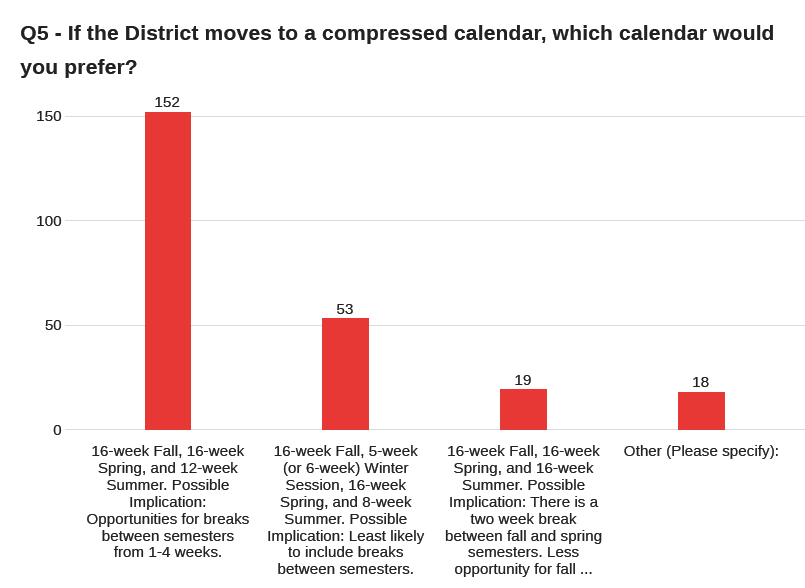 Q5 - If the District moves to a compressed calendar, which calendar would
you prefer?
152
150
100
53
50
19
18
0
16-week Fall, 16-week
Spring, and 12-week
Summer. Possible
Implication:
Opportunities for breaks
between semesters
from 1-4 weeks.
16-week Fall, 5-week
(or 6-week) Winter
Session, 16-week
Spring, and 8-week
Summer. Possible
Implication: Least likely
to include breaks
between semesters.
16-week Fall, 16-week
Spring, and 16-week
Summer. Possible
Implication: There is a
two week break
between fall and spring
semesters. Less
opportunity for fall ...
Other (Please specify):